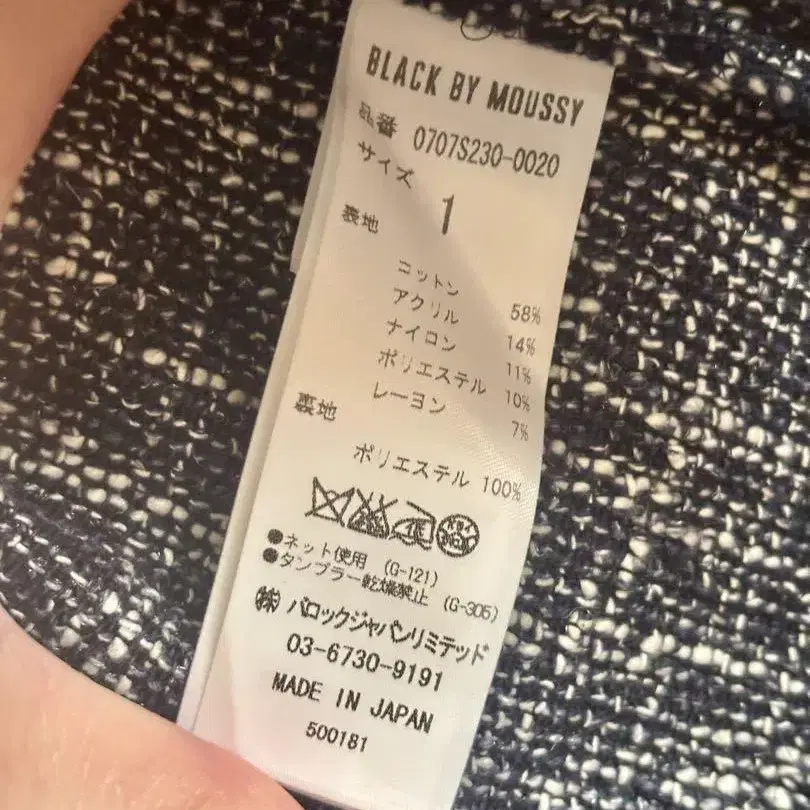 BLACK BY MOUSSY
品番 0707S230-0020
サイズ 1
表地
コットン 58%
アクリル 14%
ナイロン 11%
ポリエステル 10%
レーヨン 7%
裏地
ポリエステル 100%
●ネット使用 (G-121)
●タンブラー乾燥禁止 (G-305)
㈱バロックジャパンリミテッド
03-6730-9191
MADE IN JAPAN
500181